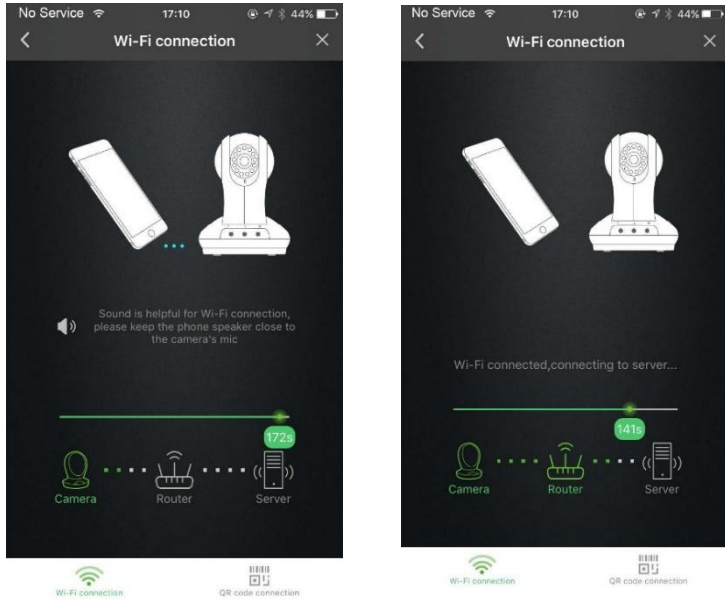 No Service 17:10 44%
Wi-Fi connection
Sound is helpful for Wi-Fi connection,
please keep the phone speaker close to
the camera's mic
172s
Camera Router Server
Wi-Fi connection QR code connection
No Service 17:10 44%
Wi-Fi connection
Wi-Fi connected,connecting to server...
141s
Camera Router Server
Wi-Fi connection QR code connection